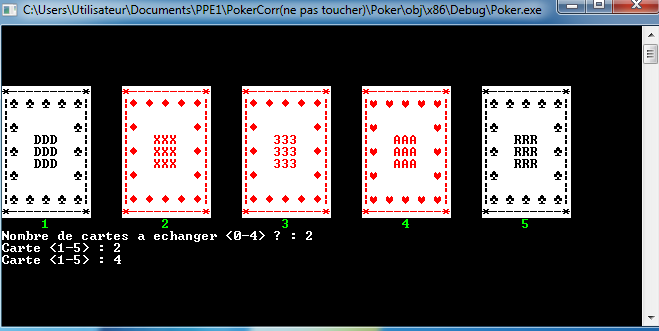 C:\Users\Utilisateur\Documents\PPE1\PokerCorr(ne pas toucher)\Poker\obj\x86\Debug\Poker.exe
DDD XXX 333 AAA RRR
DDD XXX 333 AAA RRR
DDD XXX 333 AAA RRR
1 2 3 4 5
Nombre de cartes a echanger <0-4> ? : 2
Carte <1-5> : 2
Carte <1-5> : 4